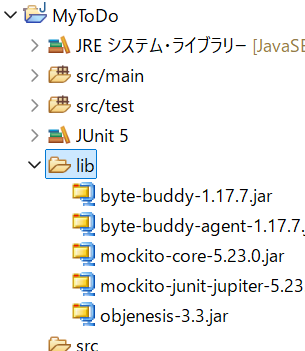 MyToDo
JRE システム・ライブラリー [JavaSE
src/main
src/test
JUnit 5
lib
byte-buddy-1.17.7.jar
byte-buddy-agent-1.17.7.
mockito-core-5.23.0.jar
mockito-junit-jupiter-5.23
objenesis-3.3.jar
src